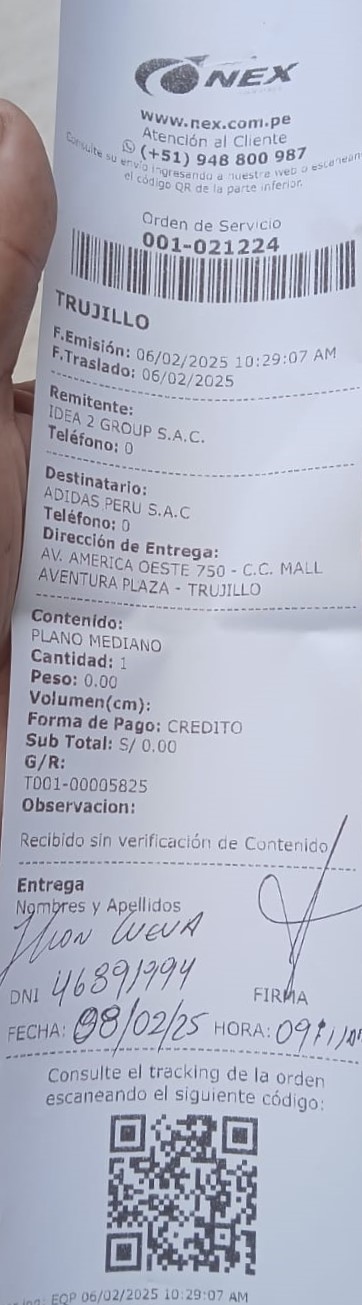 NEX
www.nex.com.pe
Atención al Cliente
(+51) 948 800 987
Consulte su envío ingresando a nuestra web o escanean
el código QR de la parte inferior.
Orden de Servicio
001-021224
TRUJILLO
F.Emisión: 06/02/2025 10:29:07 AM
F.Traslado: 06/02/2025
Remitente:
IDEA 2 GROUP S.A.C.
Teléfono: 0
Destinatario:
ADIDAS PERU S.A.C
Teléfono: 0
Dirección de Entrega:
AV. AMERICA OESTE 750 - C.C. MALL
AVENTURA PLAZA - TRUJILLO
Contenido:
PLANO MEDIANO
Cantidad: 1
Peso: 0.00
Volumen(cm):
Forma de Pago: CREDITO
Sub Total: S/ 0.00
G/R:
T001-00005825
Observacion:
Recibido sin verificación de Contenido
Entrega
Nombres y Apellidos
DNI 46891994
FIRMA
FECHA: 08/02/25 HORA:
Consulte el tracking de la orden
escaneando el siguiente código:
EQP 06/02/2025 10:29:07 AM